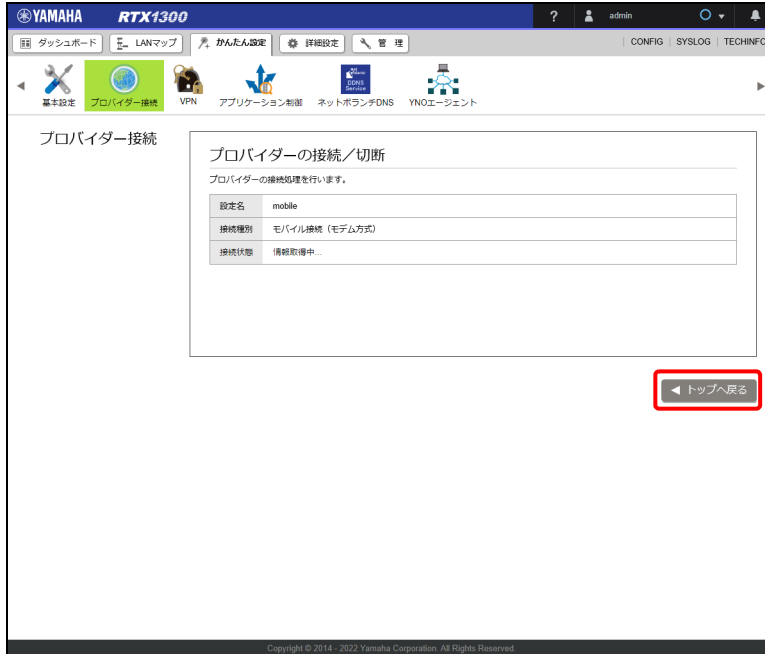 YAMAHA RTX1300 ? admin
ダッシュボード LANマップ かんたん設定 詳細設定 管理 CONFIG SYSLOG TECHINFO
基本設定 プロバイダー接続 VPN アプリケーション制御 ネットボランチDNS YNOエージェント
DDNS
Service
プロバイダー接続
プロバイダーの接続／切断
プロバイダーの接続処理を行います。
設定名 mobile
接続種別 モバイル接続（モデム方式）
接続状態 情報取得中...
トップへ戻る
Copyright © 2014 - 2022 Yamaha Corporation. All Rights Reserved.